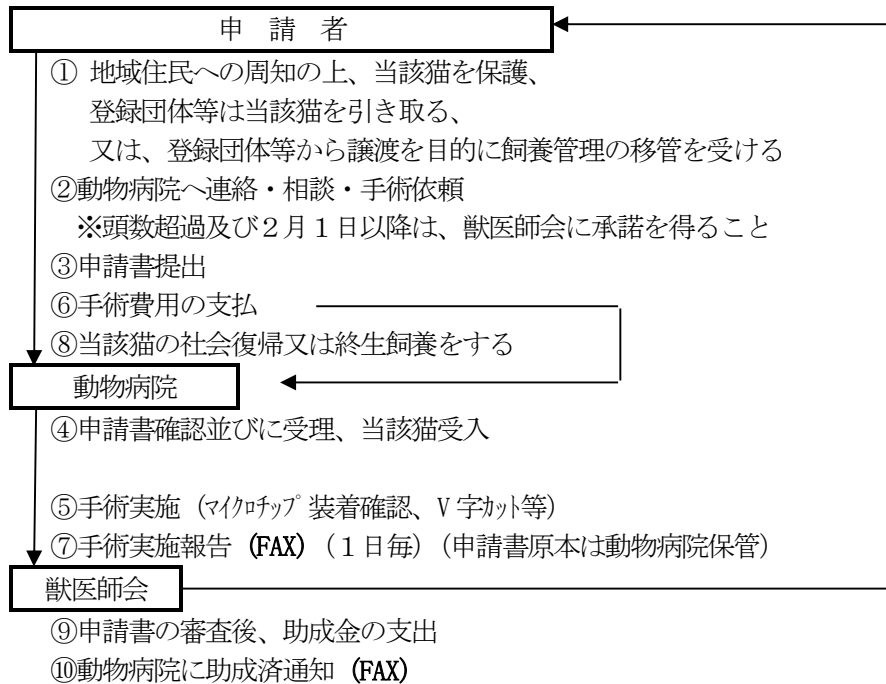 申 請 者
① 地域住民への周知の上、当該猫を保護、
登録団体等は当該猫を引き取る、
又は、登録団体等から譲渡を目的に飼養管理の移管を受ける
②動物病院へ連絡・相談・手術依頼
※頭数超過及び２月１日以降は、獣医師会に承諾を得ること
③申請書提出
⑥手術費用の支払
⑧当該猫の社会復帰又は終生飼養をする
動物病院
④申請書確認並びに受理、当該猫受入
⑤手術実施（ﾏｲｸﾛﾁｯﾌﾟ装着確認、V 字ｶｯﾄ等）
⑦手術実施報告 (FAX)（１日毎）（申請書原本は動物病院保管）
獣医師会
⑨申請書の審査後、助成金の支出
⑩動物病院に助成済通知 (FAX)